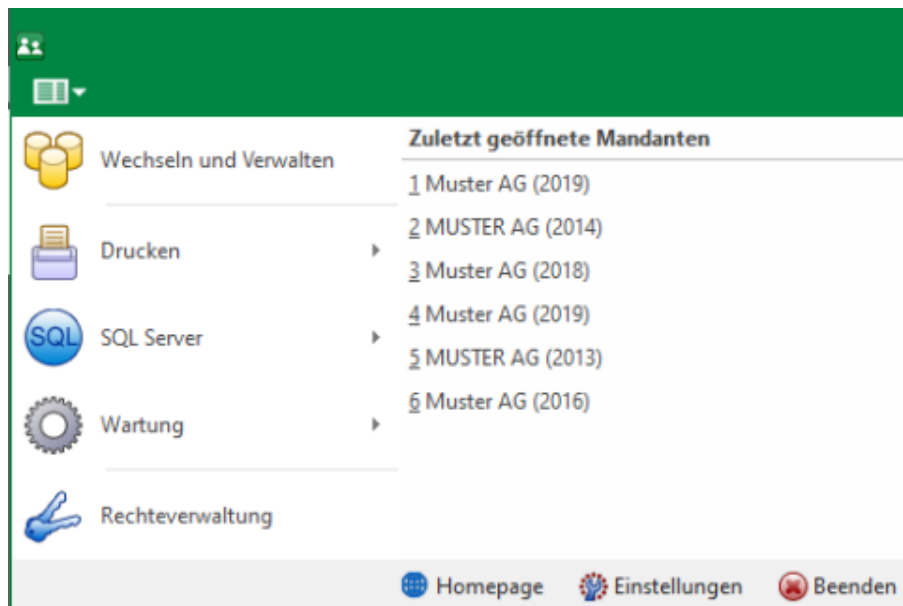 Wechseln und Verwalten
Drucken
SQL
SQL Server
Wartung
Rechteverwaltung
Zuletzt geöffnete Mandanten
1 Muster AG (2019)
2 MUSTER AG (2014)
3 Muster AG (2018)
4 Muster AG (2019)
5 MUSTER AG (2013)
6 Muster AG (2016)
Homepage
Einstellungen
Beenden